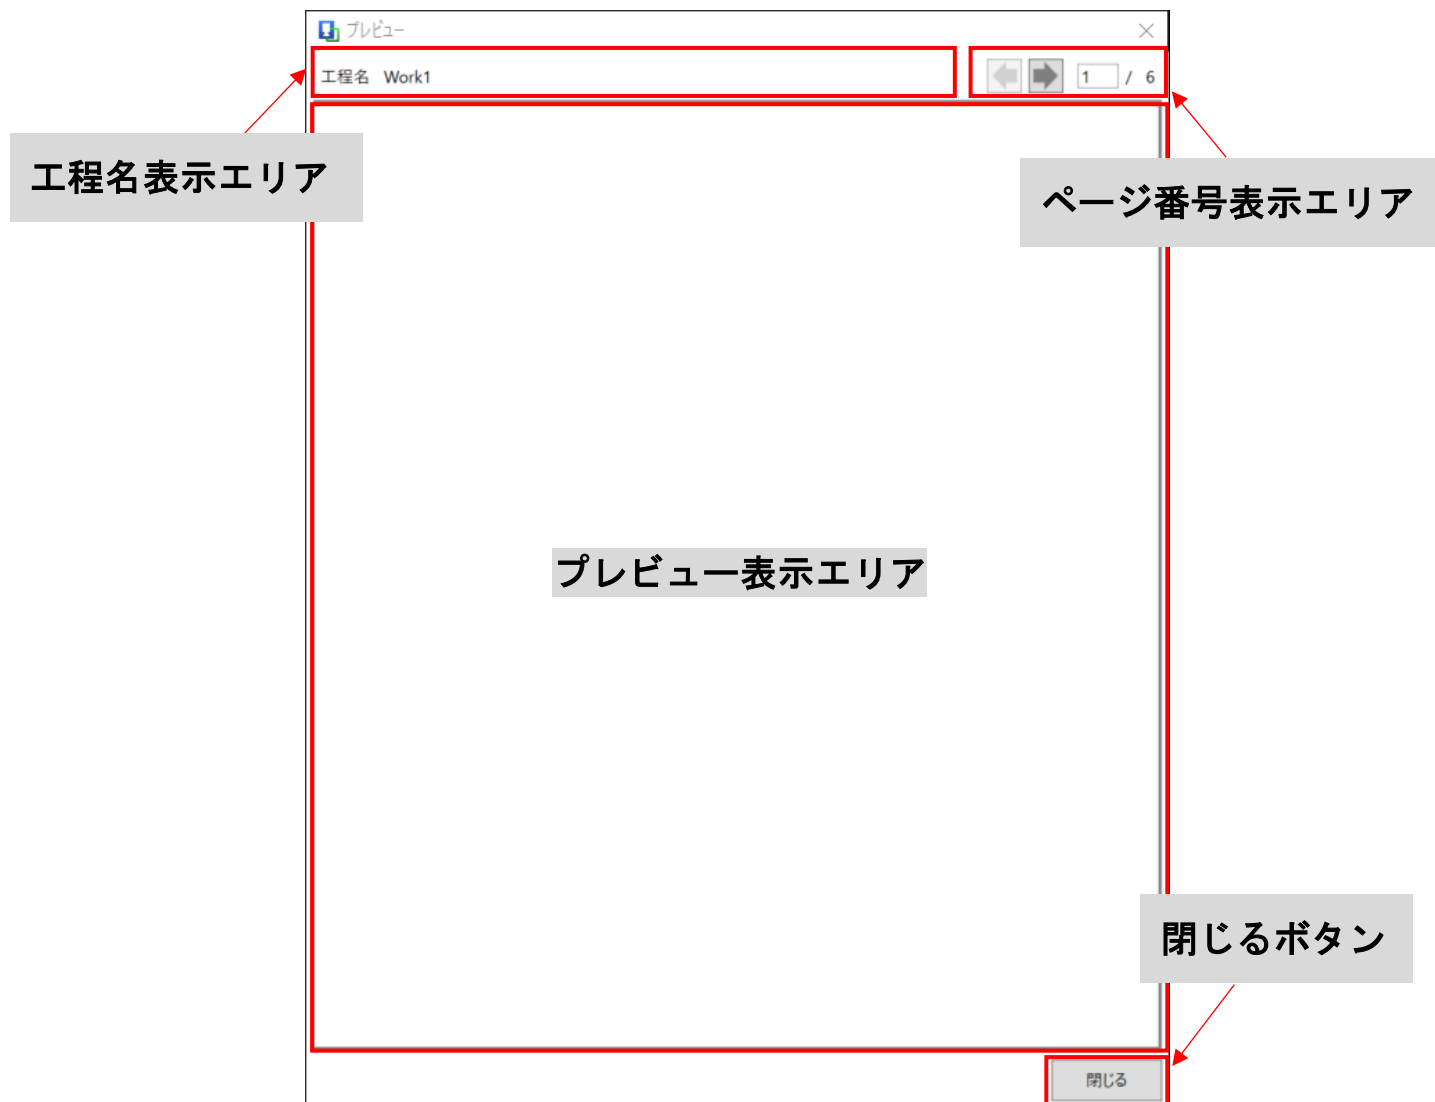 プレビュー
工程名 Work1
1 / 6
工程名表示エリア
ページ番号表示エリア
プレビュー表示エリア
閉じるボタン
閉じる